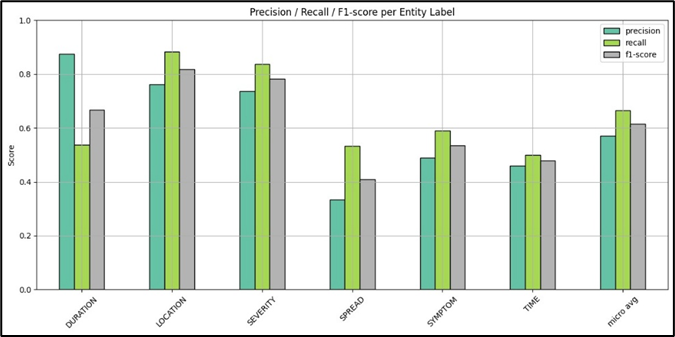 Precision / Recall / F1-score per Entity Label
precision
recall
f1-score
Score
1.0
0.8
0.6
0.4
0.2
0.0
DURATION
LOCATION
SEVERITY
SPREAD
SYMPTOM
TIME
micro avg